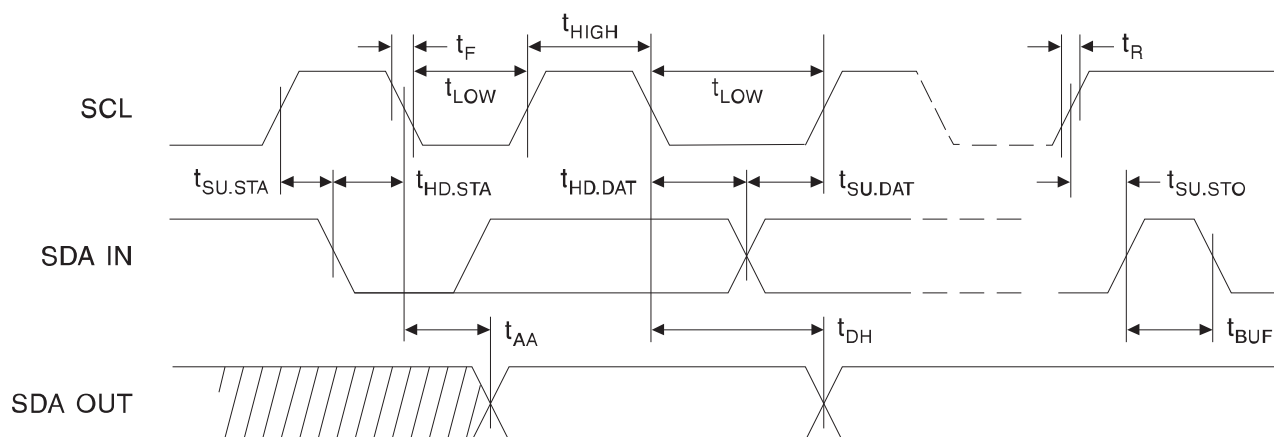 tF
tHIGH
tR
tLOW
tLOW
SCL
tSU.STA
tHD.STA
tHD.DAT
tSU.DAT
tSU.STO
SDA IN
tAA
tDH
tBUF
SDA OUT